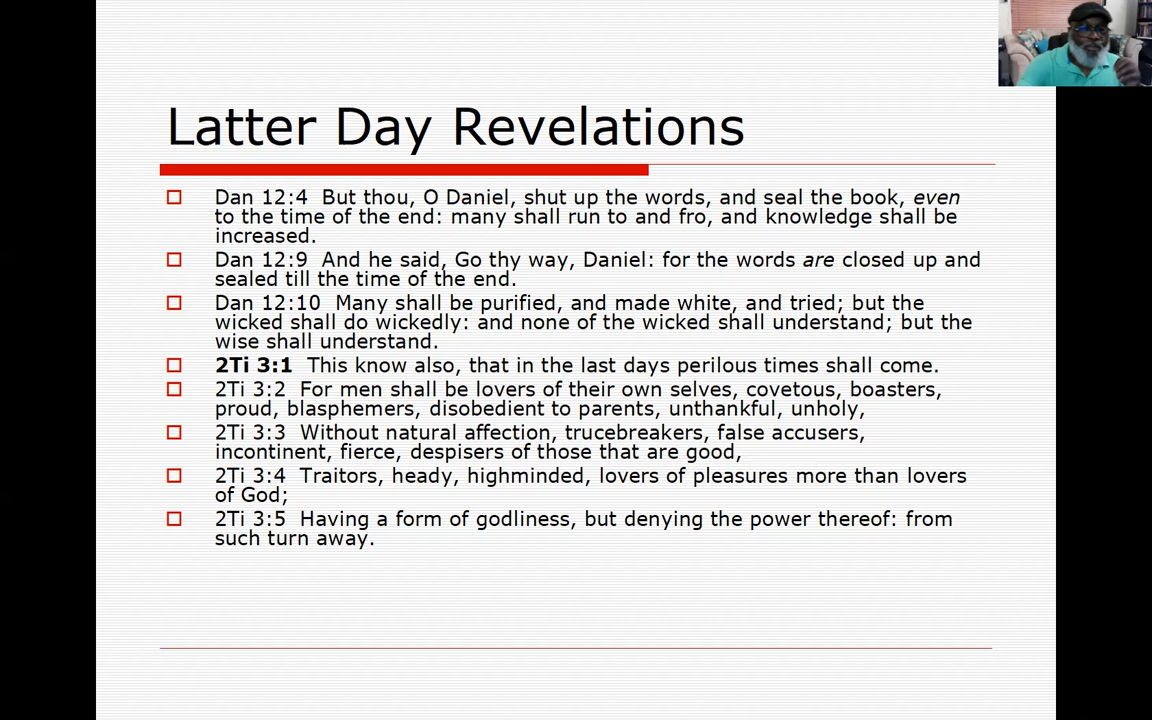 Latter Day Revelations
Dan 12:4 But thou, O Daniel, shut up the words, and seal the book, even
to the time of the end: many shall run to and fro, and knowledge shall be
increased.
Dan 12:9 And he said, Go thy way, Daniel: for the words are closed up and
sealed till the time of the end.
Dan 12:10 Many shall be purified, and made white, and tried; but the
wicked shall do wickedly: and none of the wicked shall understand; but the
wise shall understand.
2Ti 3:1 This know also, that in the last days perilous times shall come.
2Ti 3:2 For men shall be lovers of their own selves, covetous, boasters,
proud, blasphemers, disobedient to parents, unthankful, unholy,
2Ti 3:3 Without natural affection, trucebreakers, false accusers,
incontinent, fierce, despisers of those that are good,
2Ti 3:4 Traitors, heady, highminded, lovers of pleasures more than lovers
of God;
2Ti 3:5 Having a form of godliness, but denying the power thereof: from
such turn away.